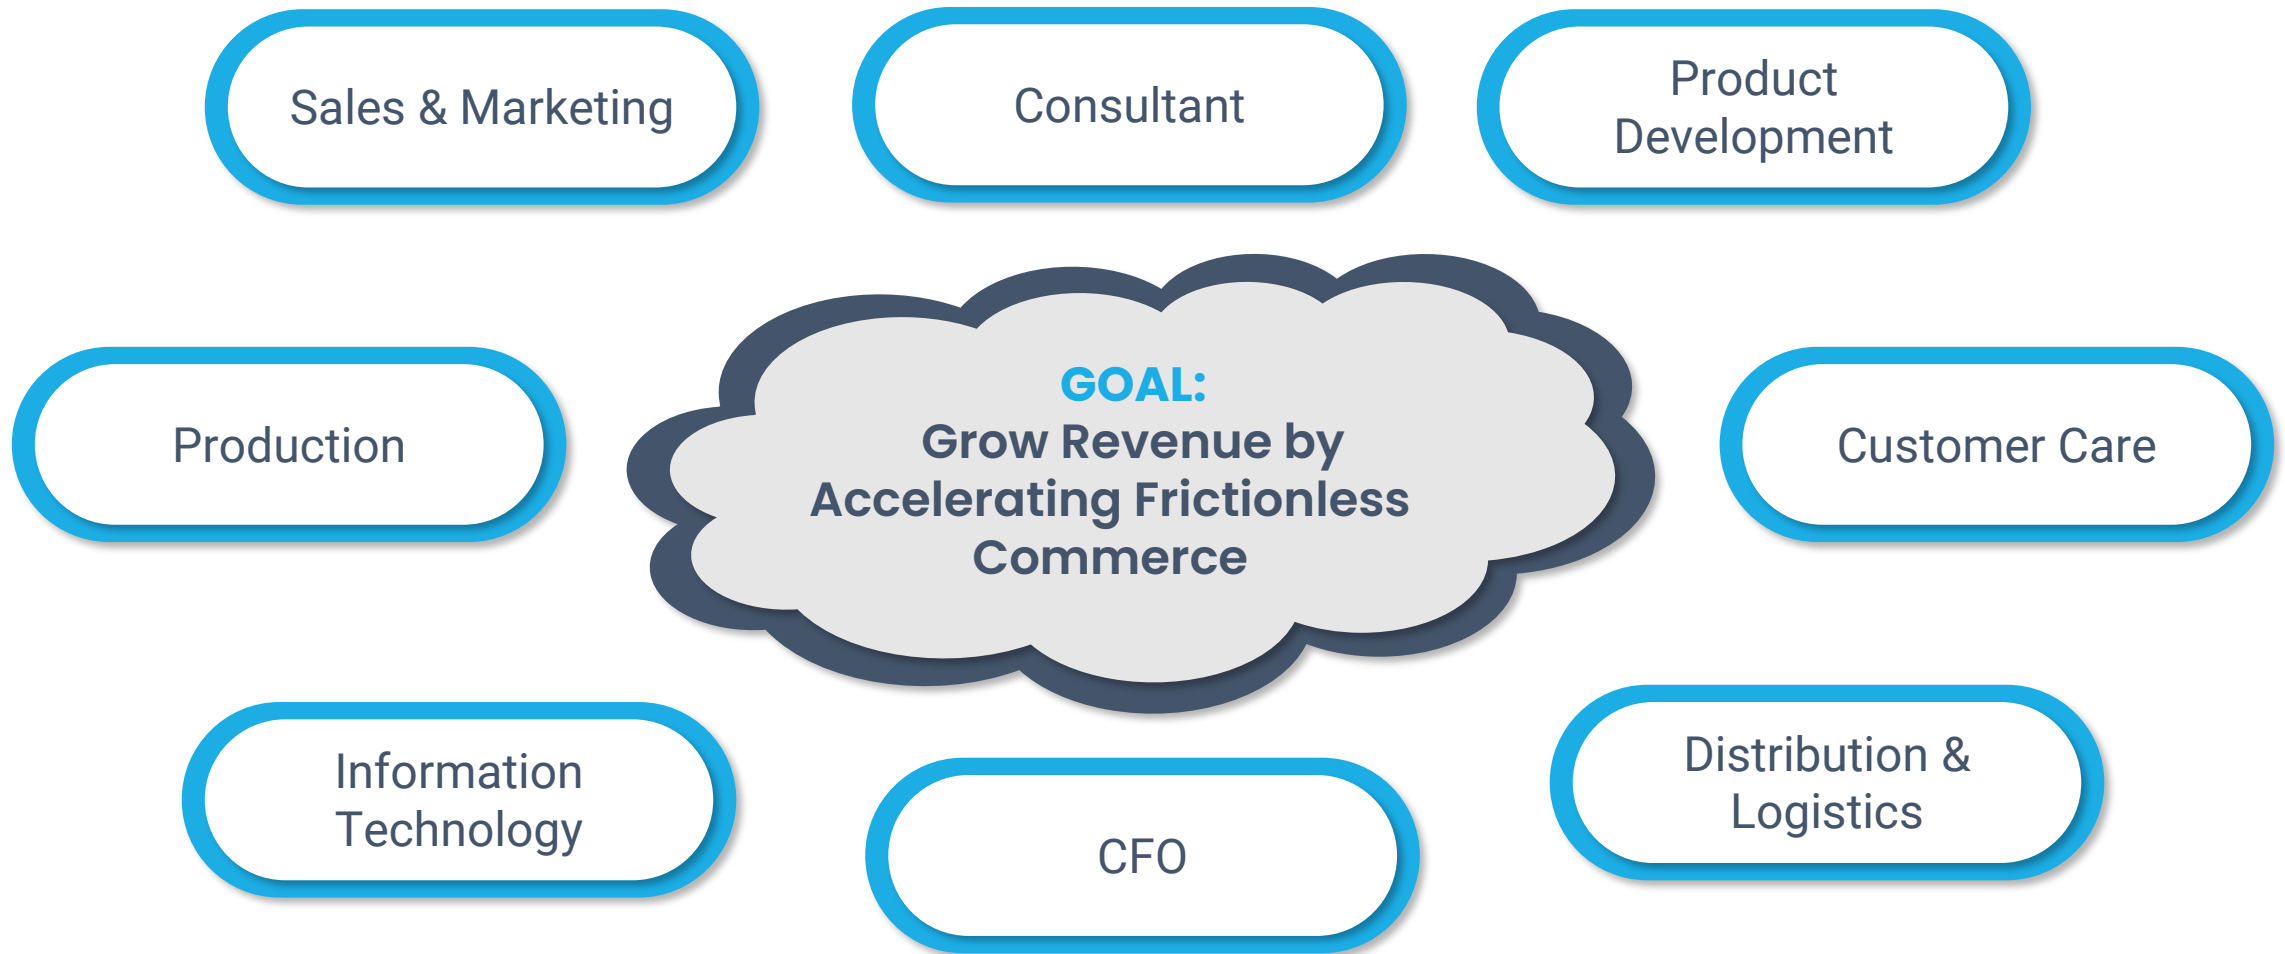 Sales & Marketing
Consultant
Product
Development
Production
GOAL:
Grow Revenue by
Accelerating Frictionless
Commerce
Customer Care
Information
Technology
CFO
Distribution &
Logistics